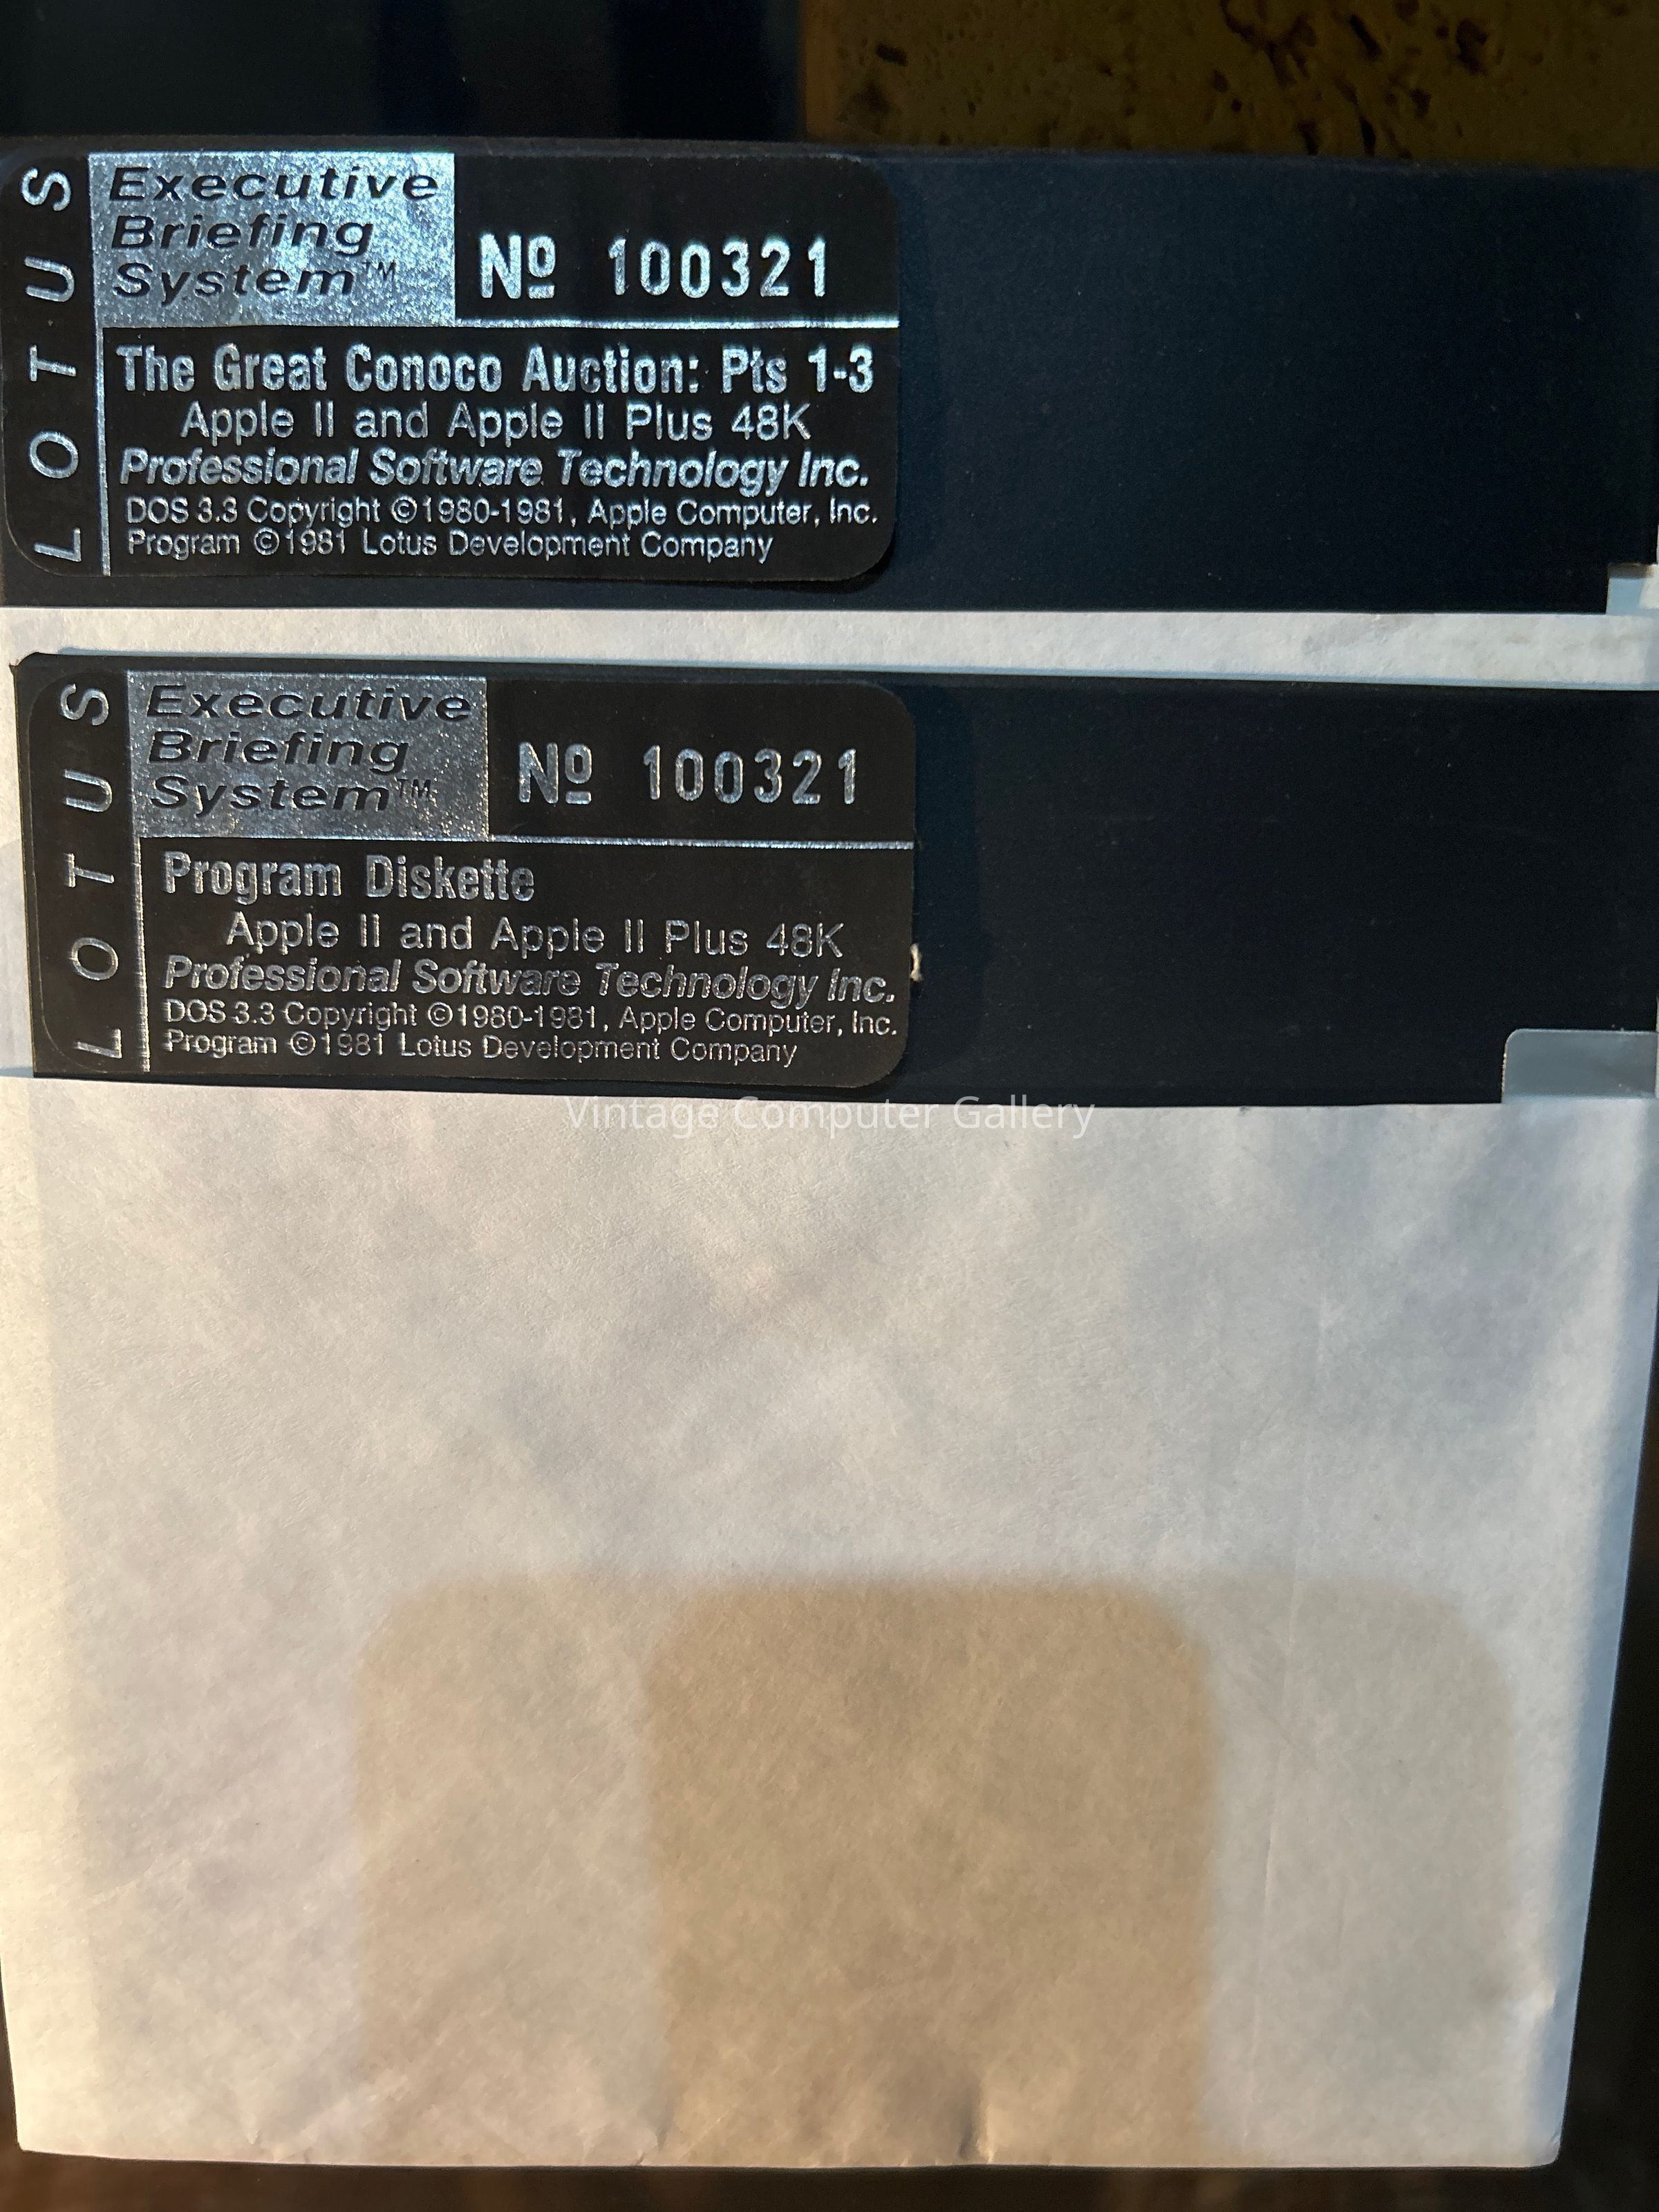 LOTUS
Executive
Briefing
System™
Nº 100321
The Great Conoco Auction: Pts 1-3
Apple II and Apple II Plus 48K
Professional Software Technology Inc.
DOS 3.3 Copyright ©1980-1981, Apple Computer, Inc.
Program ©1981 Lotus Development Company
LOTUS
Executive
Briefing
System™
Nº 100321
Program Diskette
Apple II and Apple II Plus 48K
Professional Software Technology Inc.
DOS 3.3 Copyright ©1980-1981, Apple Computer, Inc.
Program ©1981 Lotus Development Company
Vintage Computer Gallery